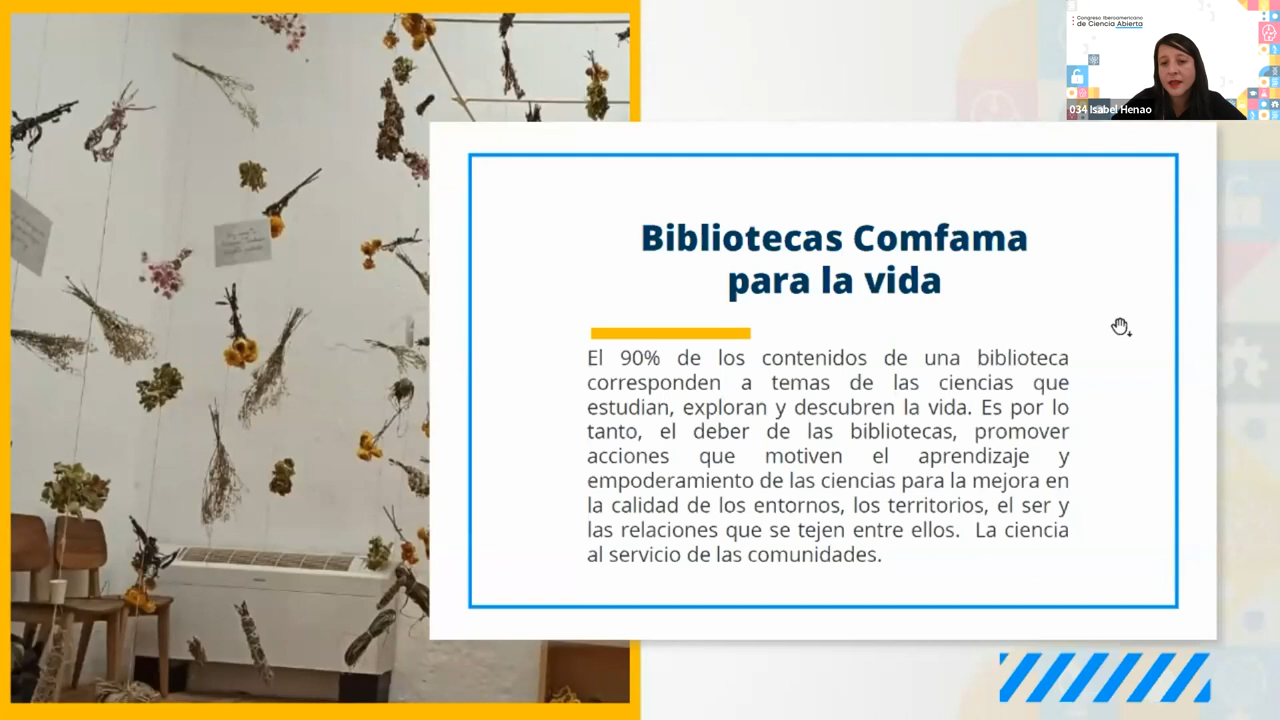 Congreso Iberoamericano
de Ciencia Abierta
034 Isabel Henao
Bibliotecas Comfama
para la vida
El 90% de los contenidos de una biblioteca
corresponden a temas de las ciencias que
estudian, exploran y descubren la vida. Es por lo
tanto, el deber de las bibliotecas, promover
acciones que motiven el aprendizaje y
empoderamiento de las ciencias para la mejora en
la calidad de los entornos, los territorios, el ser y
las relaciones que se tejen entre ellos. La ciencia
al servicio de las comunidades.